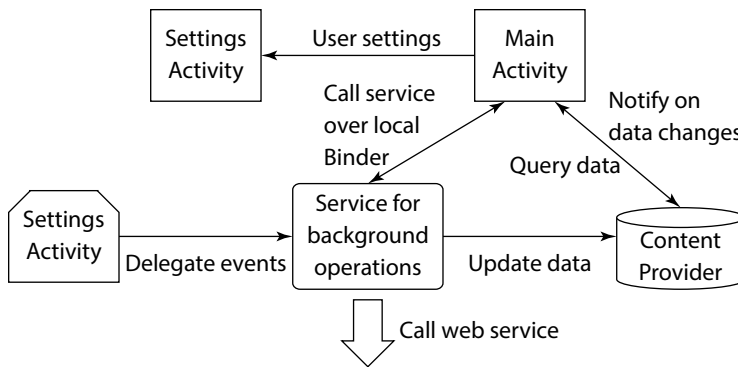 Settings
Activity
User settings
Main
Activity
Call service
over local
Binder
Notify on
data changes
Query data
Settings
Activity
Delegate events
Service for
background
operations
Update data
Content
Provider
Call web service